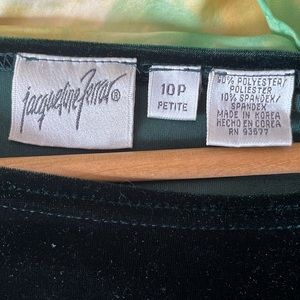 jacqueline Ferrar®
10P
PETITE
90% POLYESTER/
POLIESTER
10% SPANDEX/
SPANDEX
MADE IN KOREA
HECHO EN COREA
RN 93677